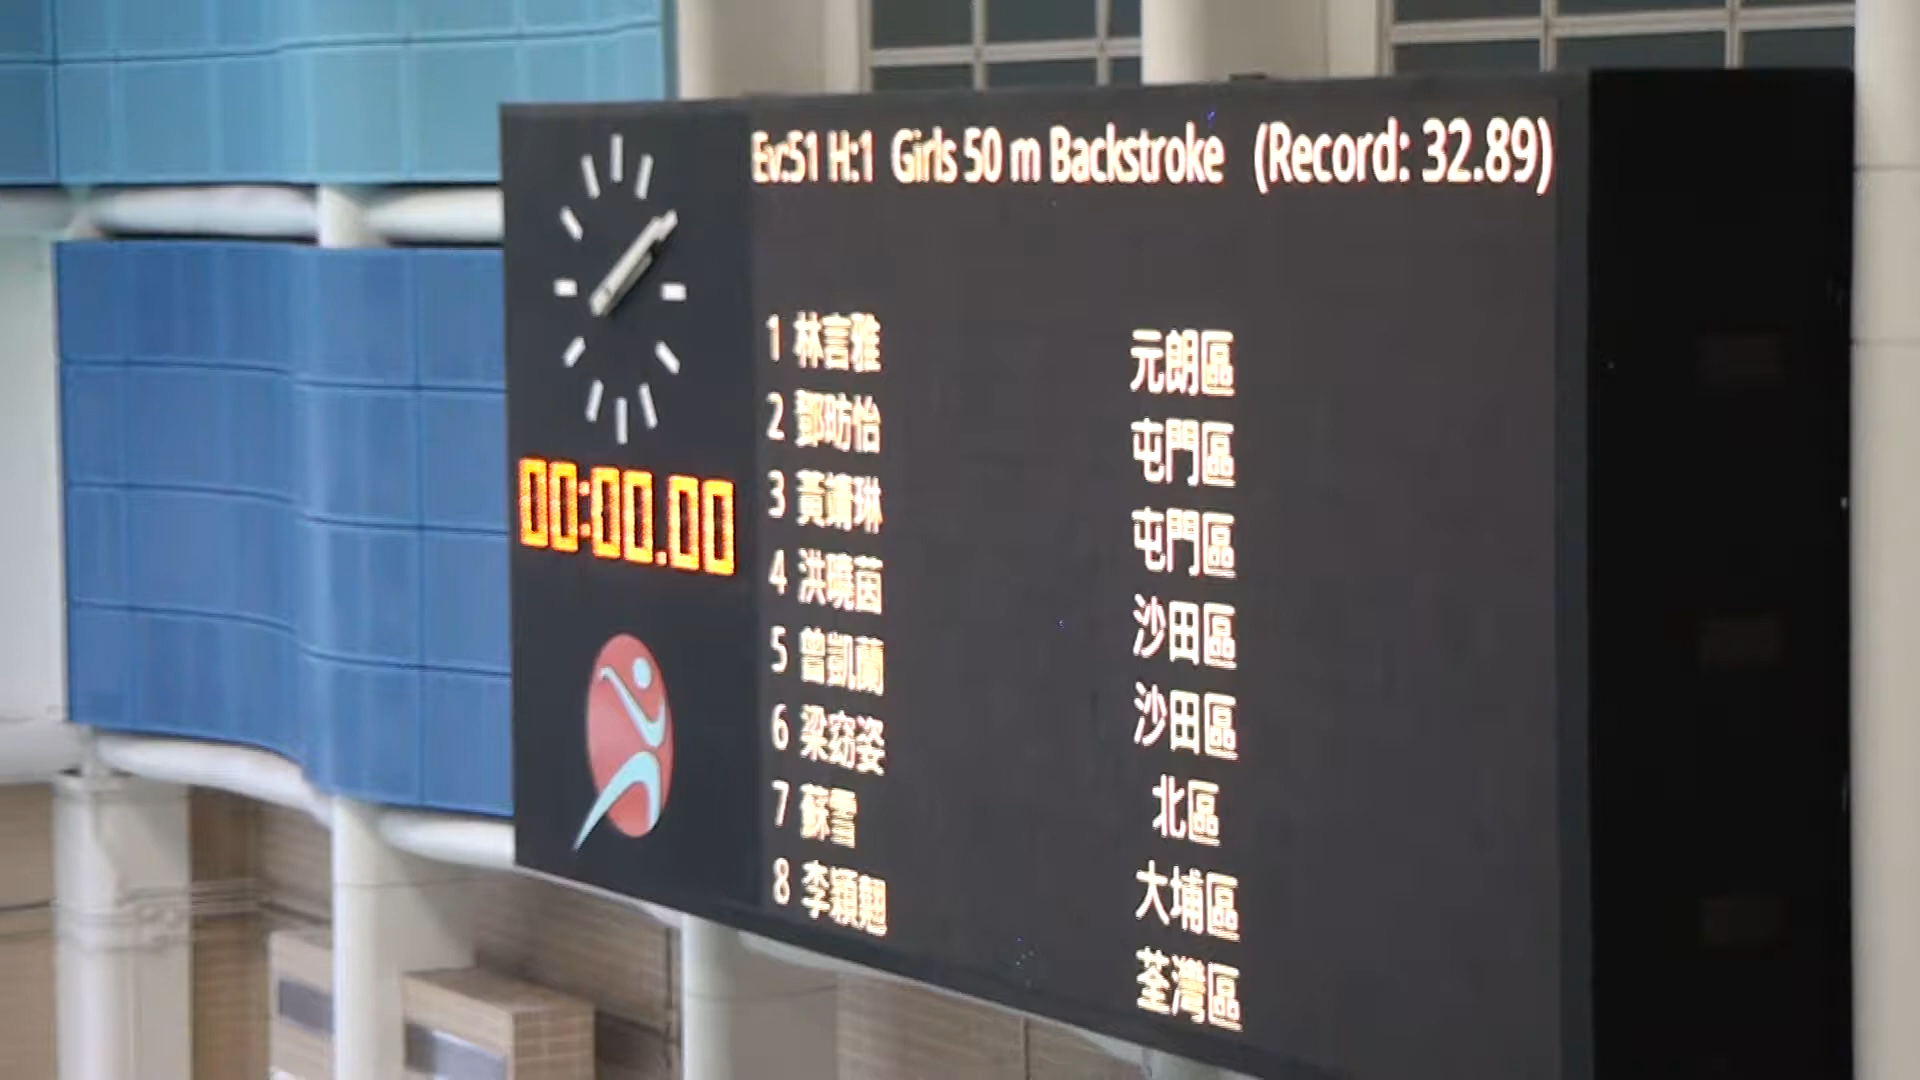 Ev:51 H:1 Girls 50 m Backstroke (Record: 32.89)
1 林言雅 元朗區
2 鄧昉怡 屯門區
3 黃靖琳 屯門區
4 洪曉茵 沙田區
5 曾凱蘭 沙田區
6 梁窈姿 北區
7 蘇雪 大埔區
8 李穎翹 荃灣區
00:00.00